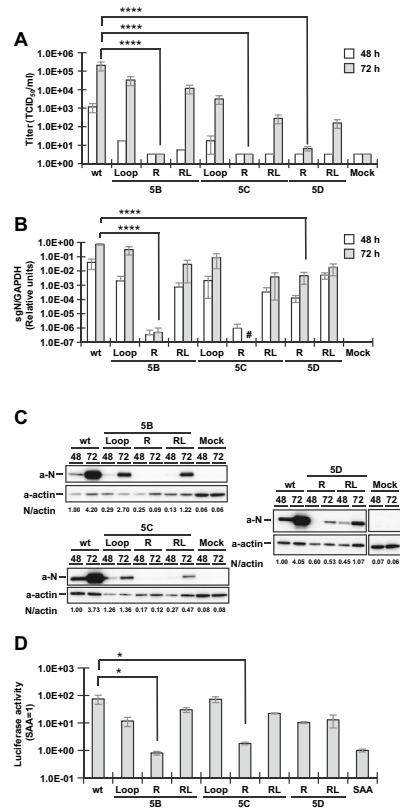 A
****
****
****
48 h
72 h
Titer (TCID50/ml)
1.0E+06
1.0E+05
1.0E+04
1.0E+03
1.0E+02
1.0E+01
1.0E+00
wt Loop R RL Loop R RL R RL Mock
5B 5C 5D
B
****
****
48 h
72 h
sgN/GAPDH
(Relative units)
1.0E+00
1.0E-01
1.0E-02
1.0E-03
1.0E-04
1.0E-05
1.0E-06
1.0E-07
#
wt Loop R RL Loop R RL R RL Mock
5B 5C 5D
C
5B
wt Loop R RL Mock
48 72 48 72 48 72 48 72 48 72
a-N
a-actin
N/actin 1.00 4.20 0.29 2.70 0.25 0.09 0.13 1.22 0.06 0.06
5C
wt Loop R RL Mock
48 72 48 72 48 72 48 72 48 72
a-N
a-actin
N/actin 1.00 3.73 1.26 1.36 0.17 0.12 0.27 0.47 0.08 0.08
5D
wt R RL Mock
48 72 48 72 48 72 48 72
a-N
a-actin
N/actin 1.00 4.05 0.60 0.53 0.45 1.07 0.07 0.06
D
*
*
Luciferase activity
(SAA=1)
1.0E+03
1.0E+02
1.0E+01
1.0E+00
1.0E-01
wt Loop R RL Loop R RL R RL SAA
5B 5C 5D